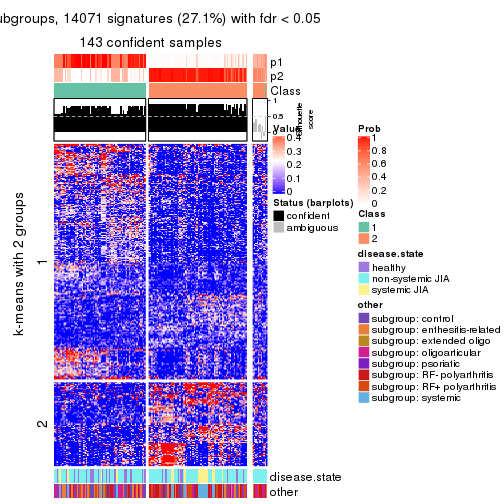 ubgroups, 14071 signatures (27.1%) with fdr < 0.05
143 confident samples
p1
p2
Class
1
0.5
0
Silhouette
score
k-means with 2 groups
1
2
disease.state
other
Value
0.4
0.3
0.2
0.1
0
Status (barplots)
confident
ambiguous
Prob
1
0.8
0.6
0.4
0.2
0
Class
1
2
disease.state
healthy
non-systemic JIA
systemic JIA
other
subgroup: control
subgroup: enthesitis-related
subgroup: extended oligo
subgroup: oligoarticular
subgroup: psoriatic
subgroup: RF- polyarthritis
subgroup: RF+ polyarthritis
subgroup: systemic